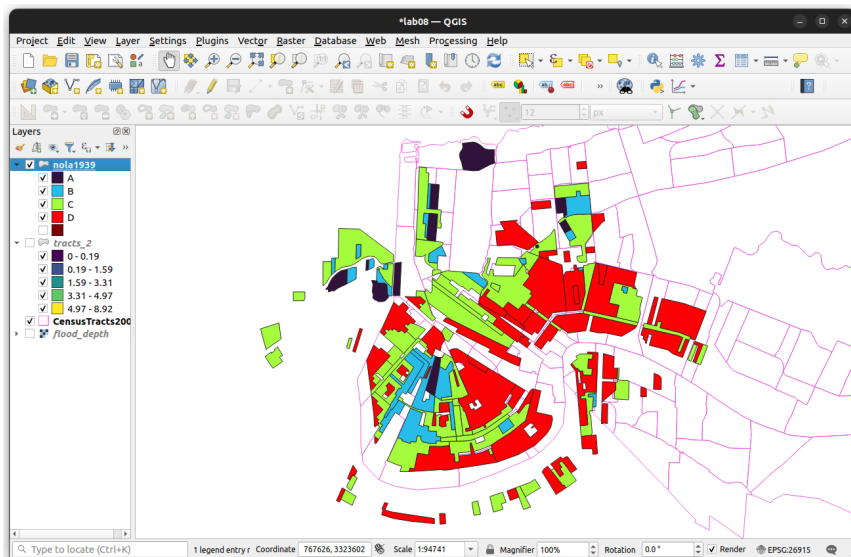 *lab08 — QGIS
Project Edit View Layer Settings Plugins Vector Raster Database Web Mesh Processing Help
abc abc abc »
12 px
Layers
»
nola1939
A
B
C
D
tracts_2
0 - 0.19
0.19 - 1.59
1.59 - 3.31
3.31 - 4.97
4.97 - 8.92
CensusTracts200
flood_depth
Type to locate (Ctrl+K) 1 legend entry r Coordinate 767626, 3323602 Scale 1:94741 Magnifier 100% Rotation 0.0 ° Render EPSG:26915